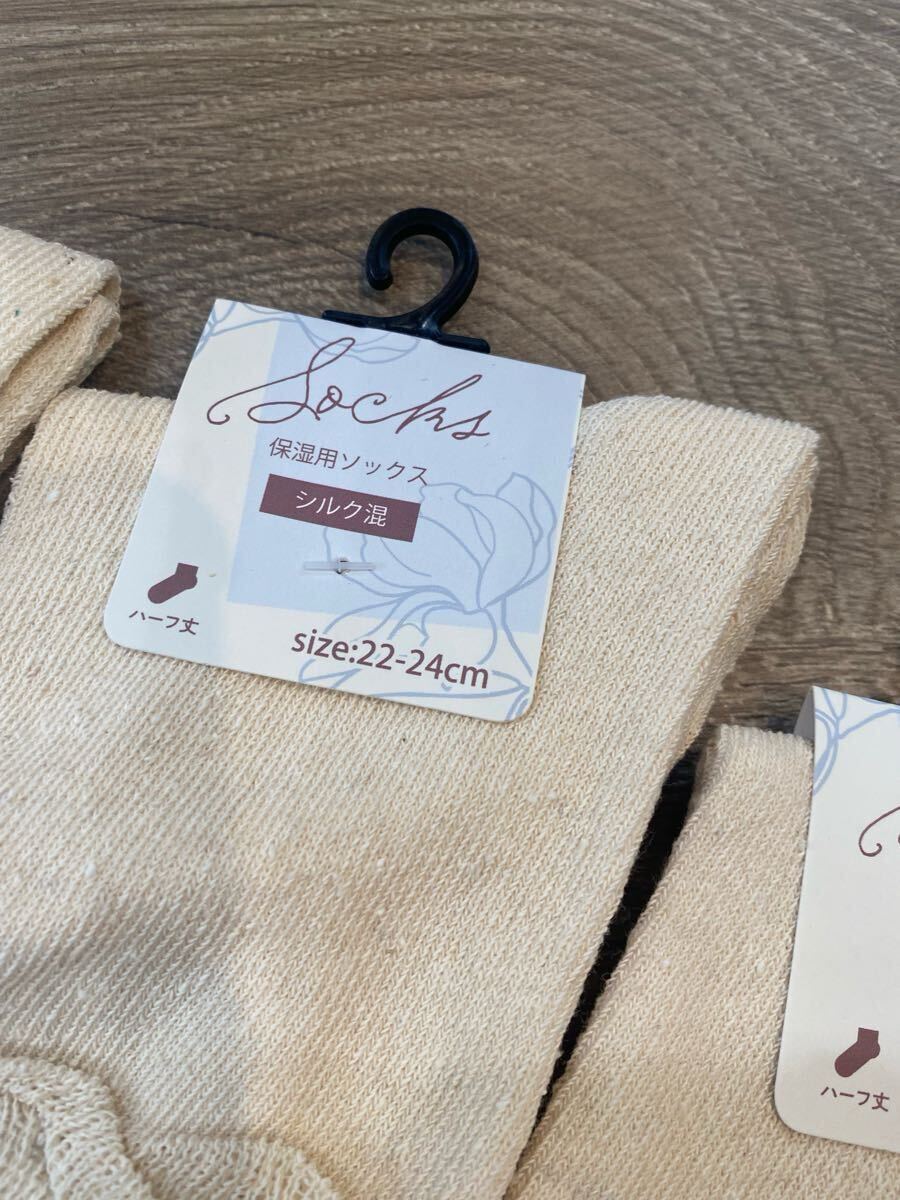 Socks
保湿用ソックス
シルク混
ハーフ丈
size:22-24cm
ハーフ丈